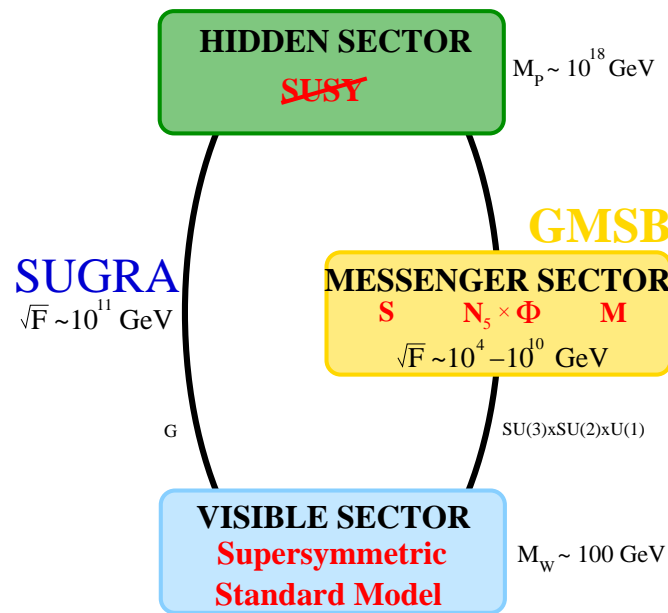 HIDDEN SECTOR
SUSY
M_P ~ 10^18 GeV
GMSB
SUGRA
√F ~10^11 GeV
MESSENGER SECTOR
S N_5 × Φ M
√F ~10^4 −10^10 GeV
G
SU(3)xSU(2)xU(1)
VISIBLE SECTOR
Supersymmetric
Standard Model
M_W ~ 100 GeV